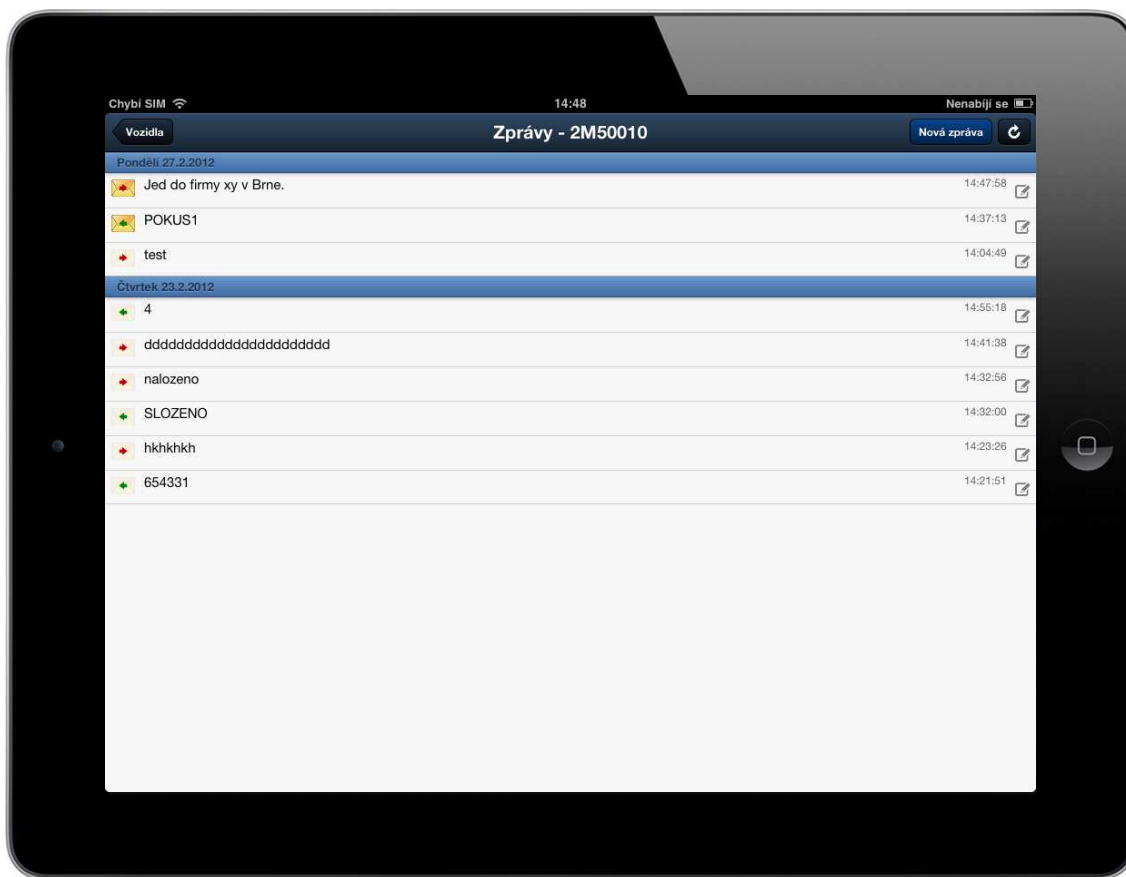 Chybí SIM 14:48 Nenabíjí se
Vozidla Zprávy - 2M50010 Nová zpráva
Pondělí 27.2.2012
Jed do firmy xy v Brne. 14:47:58
POKUS1 14:37:13
test 14:04:49
Čtvrtek 23.2.2012
4 14:55:18
ddddddddddddddddddddddd 14:41:38
nalozeno 14:32:56
SLOZENO 14:32:00
hkhkhkh 14:23:26
654331 14:21:51